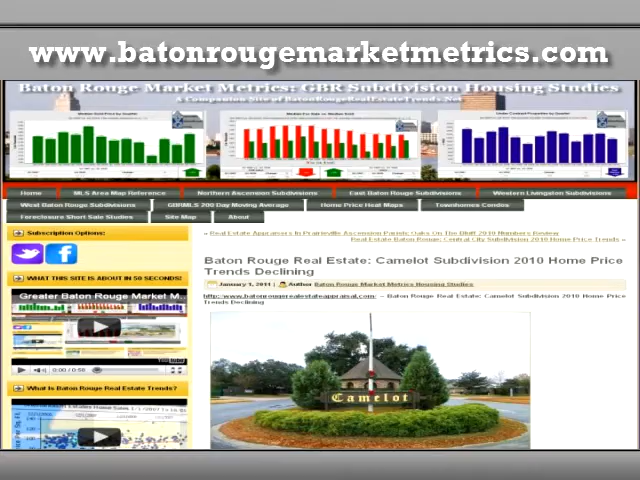 www.batonrougemarketmetrics.com
Baton Rouge Market Metrics: GBR Subdivision Housing Studies
A Companion Site of BatonRougeRealEstateTrends.Net
Home
MLS Area Map Reference
Northern Ascension Subdivisions
East Baton Rouge Subdivisions
Western Livingston Subdivisions
West Baton Rouge Subdivisions
GBRMLS 200 Day Moving Average
Home Price Heat Maps
Townhomes Condos
Foreclosure Short Sale Studies
Site Map
About
Subscription Options:
« Real Estate Appraisers In Prairieville Ascension Parish: Oaks On The Bluff 2010 Numbers Review
Real Estate Baton Rouge: Central City Subdivision 2010 Home Price Trends »
Baton Rouge Real Estate: Camelot Subdivision 2010 Home Price
Trends Declining
January 1, 2011 | Author Baton Rouge Market Metrics Housing Studies
http://www.batonrougerealestateappraisal.com/ – Baton Rouge Real Estate: Camelot Subdivision 2010 Home Price
Trends Declining
WHAT THIS SITE IS ABOUT IN 50 SECONDS!
Greater Baton Rouge Market M...
YouTube
0:00 / 0:58
What Is Baton Rouge Real Estate Trends?
Camelot